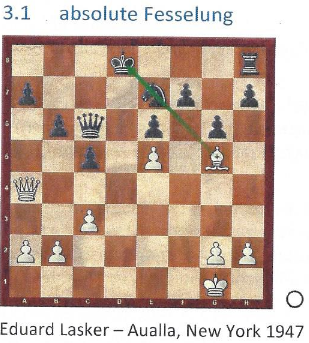 3.1 absolute Fesselung
8
7
6
5
4
3
2
1
A B C D E F G H
Eduard Lasker – Aualla, New York 1947